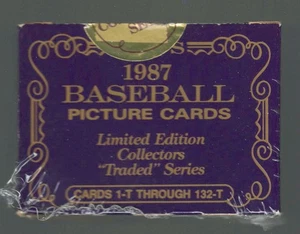 1987
BASEBALL
PICTURE CARDS
Limited Edition
Collectors
"Traded" Series
CARDS 1-T THROUGH 132-T